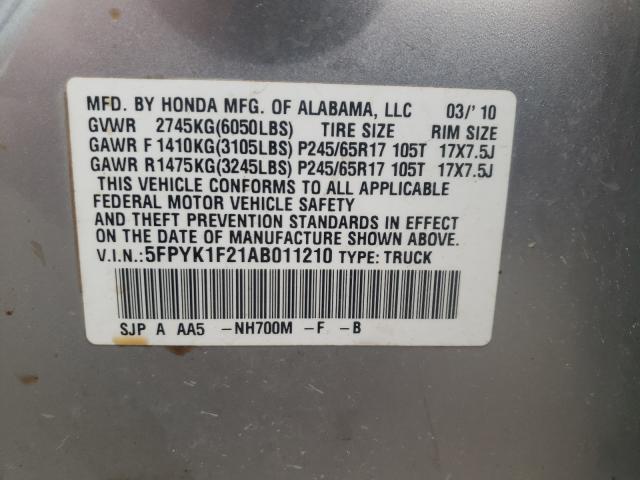 MFD. BY HONDA MFG. OF ALABAMA, LLC 03/'10
GVWR 2745KG(6050LBS) TIRE SIZE RIM SIZE
GAWR F 1410KG(3105LBS) P245/65R17 105T 17X7.5J
GAWR R 1475KG(3245LBS) P245/65R17 105T 17X7.5J
THIS VEHICLE CONFORMS TO ALL APPLICABLE
FEDERAL MOTOR VEHICLE SAFETY
AND THEFT PREVENTION STANDARDS IN EFFECT
ON THE DATE OF MANUFACTURE SHOWN ABOVE.
V.I.N.:5FPYK1F21AB011210 TYPE:TRUCK
SJP A AA5 -NH700M -F -B